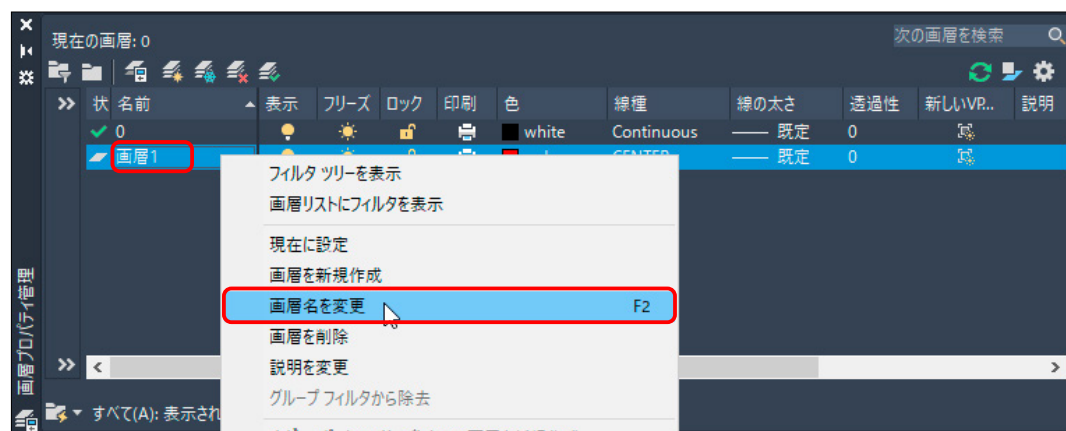 現在の画層: 0
次の画層を検索
状 名前 表示 フリーズ ロック 印刷 色 線種 線の太さ 透過性 新しいVP... 説明
0 white Continuous 既定 0
画層1 CENTER 既定 0
フィルタ ツリーを表示
画層リストにフィルタを表示
現在に設定
画層を新規作成
画層名を変更 F2
画層を削除
説明を変更
グループ フィルタから除去
すべて(A): 表示され
画層プロパティ管理